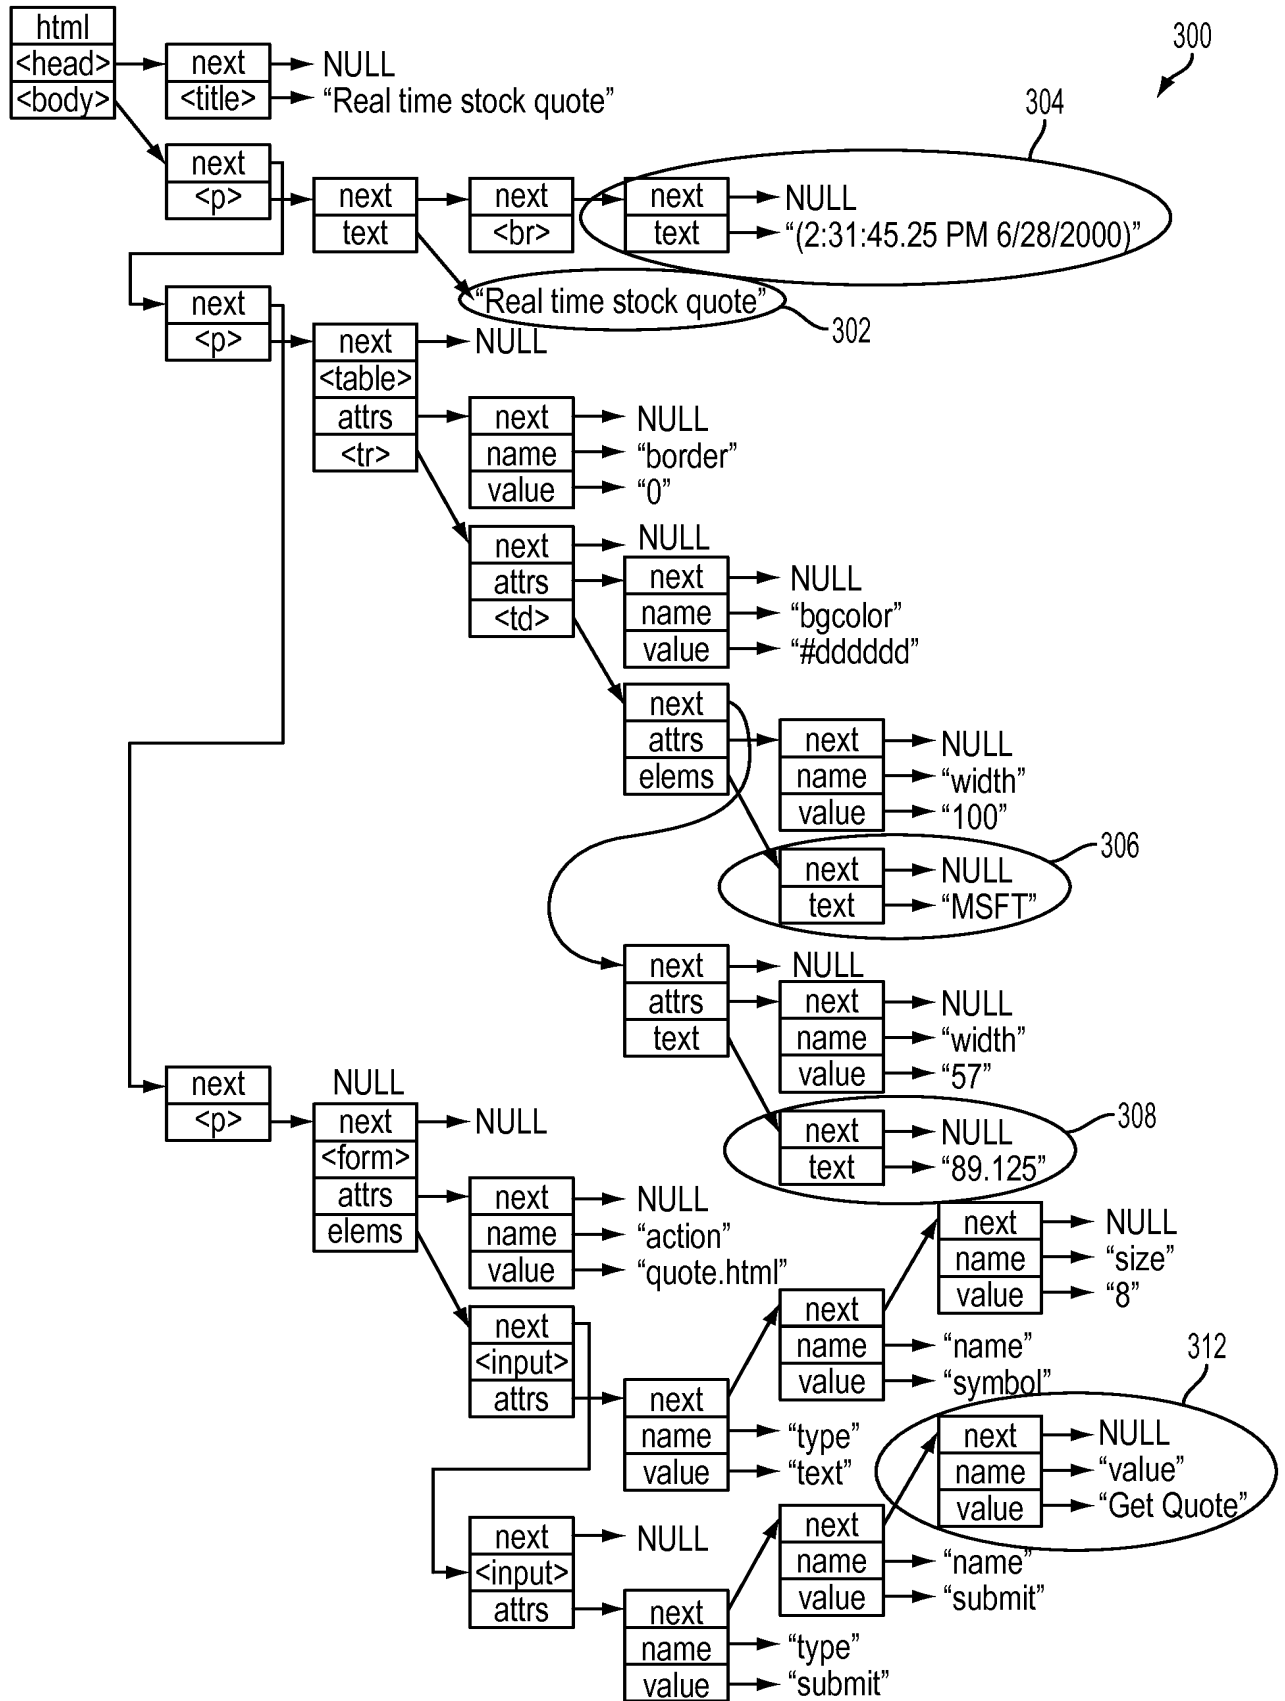 html
<head>
<body>
next
<title>
NULL
“Real time stock quote”
300
304
next
<p>
next
text
next
<br>
next
text
NULL
“(2:31:45.25 PM 6/28/2000)”
“Real time stock quote”
302
next
<p>
next
<table>
attrs
<tr>
NULL
next
name
value
NULL
“border”
“0”
next
attrs
<td>
NULL
next
name
value
NULL
“bgcolor”
“#dddddd”
next
attrs
elems
next
name
value
NULL
“width”
“100”
306
next
text
NULL
“MSFT”
next
attrs
text
NULL
next
name
value
NULL
“width”
“57”
308
next
text
NULL
“89.125”
next
<p>
NULL
next
<form>
attrs
elems
NULL
next
name
value
NULL
“action”
“quote.html”
next
name
value
NULL
“size”
“8”
next
<input>
attrs
next
name
value
“name”
“symbol”
next
name
value
“type”
“text”
312
next
name
value
NULL
“value”
“Get Quote”
next
<input>
attrs
NULL
next
name
value
“name”
“submit”
next
name
value
“type”
“submit”